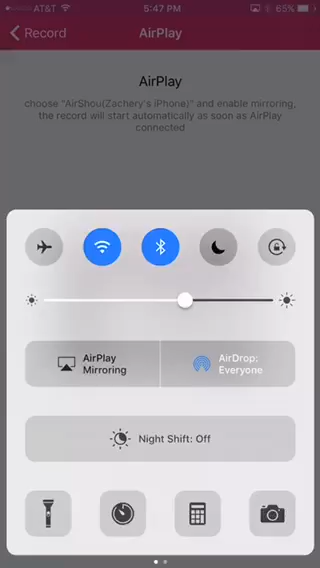 AT&T 5:47 PM 65%
Record AirPlay
AirPlay
choose "AirShou(Zachery's iPhone)" and enable mirroring,
the record will start automatically as soon as AirPlay
connected
AirPlay
Mirroring
AirDrop:
Everyone
Night Shift: Off